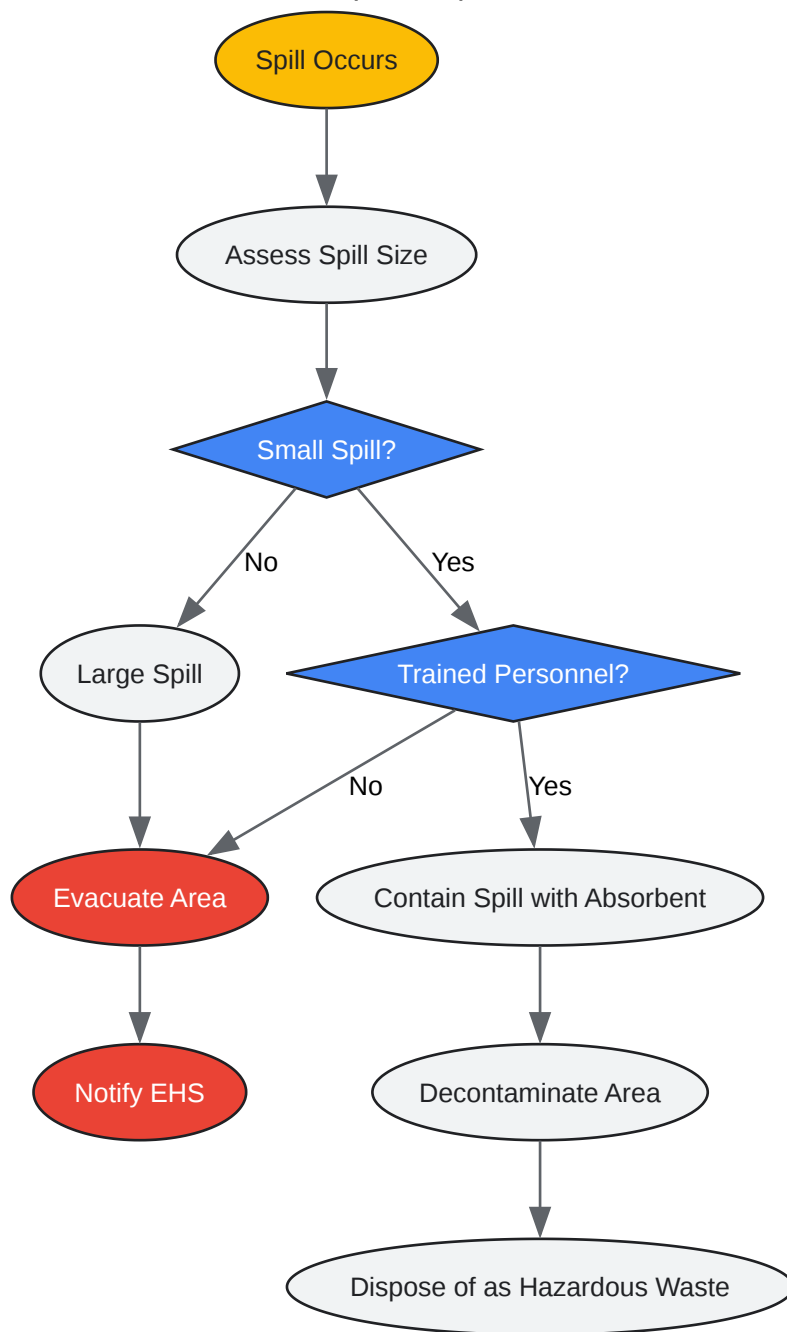 Spill Occurs
Assess Spill Size
Small Spill?
No
Yes
Large Spill
Trained Personnel?
No
Yes
Evacuate Area
Contain Spill with Absorbent
Notify EHS
Decontaminate Area
Dispose of as Hazardous Waste